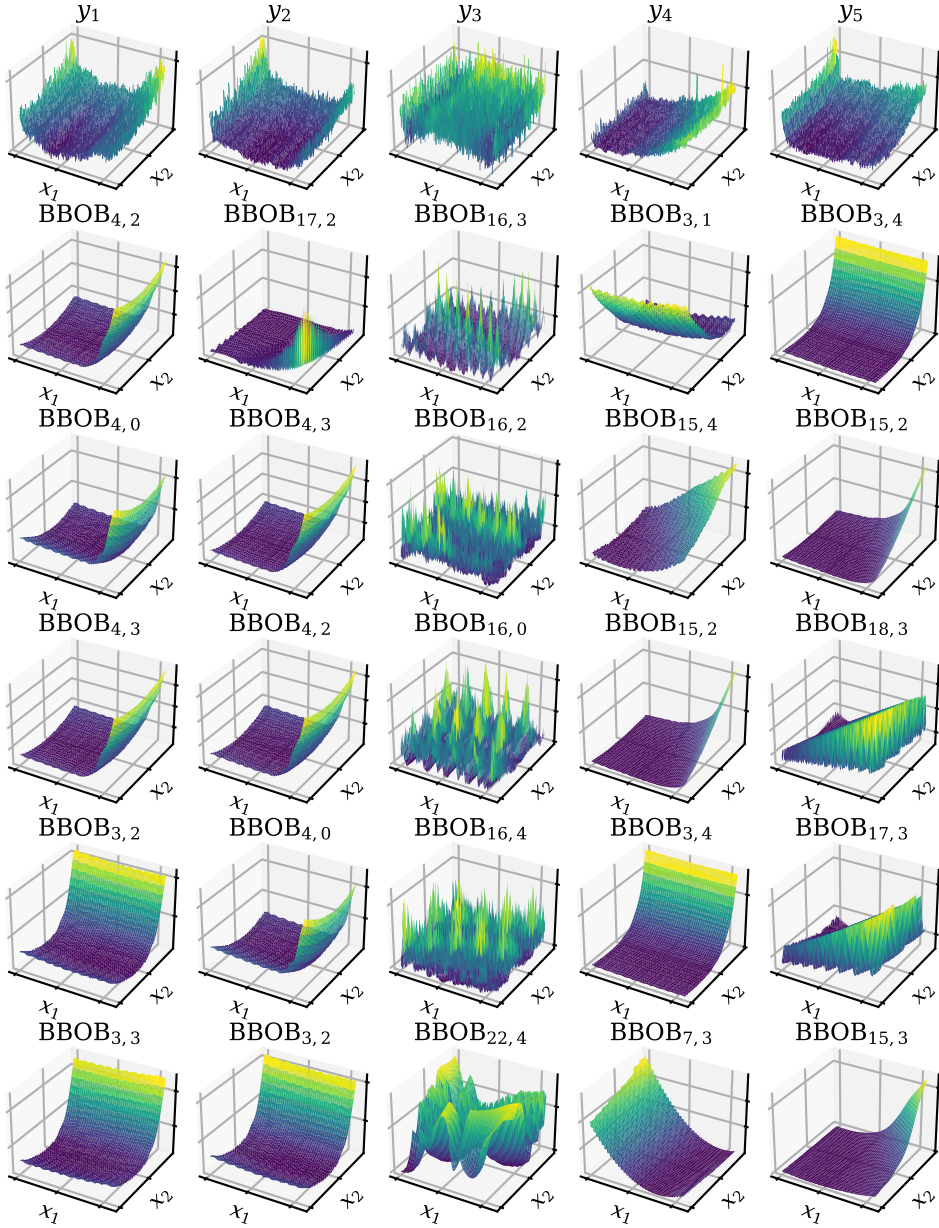 y₁ y₂ y₃ y₄ y₅
x₁ x₂ x₁ x₂ x₁ x₂ x₁ x₂ x₁ x₂
BBOB₄,₂ BBOB₁₇,₂ BBOB₁₆,₃ BBOB₃,₁ BBOB₃,₄
x₁ x₂ x₁ x₂ x₁ x₂ x₁ x₂ x₁ x₂
BBOB₄,₀ BBOB₄,₃ BBOB₁₆,₂ BBOB₁₅,₄ BBOB₁₅,₂
x₁ x₂ x₁ x₂ x₁ x₂ x₁ x₂ x₁ x₂
BBOB₄,₃ BBOB₄,₂ BBOB₁₆,₀ BBOB₁₅,₂ BBOB₁₈,₃
x₁ x₂ x₁ x₂ x₁ x₂ x₁ x₂ x₁ x₂
BBOB₃,₂ BBOB₄,₀ BBOB₁₆,₄ BBOB₃,₄ BBOB₁₇,₃
x₁ x₂ x₁ x₂ x₁ x₂ x₁ x₂ x₁ x₂
BBOB₃,₃ BBOB₃,₂ BBOB₂₂,₄ BBOB₇,₃ BBOB₁₅,₃
x₁ x₂ x₁ x₂ x₁ x₂ x₁ x₂ x₁ x₂